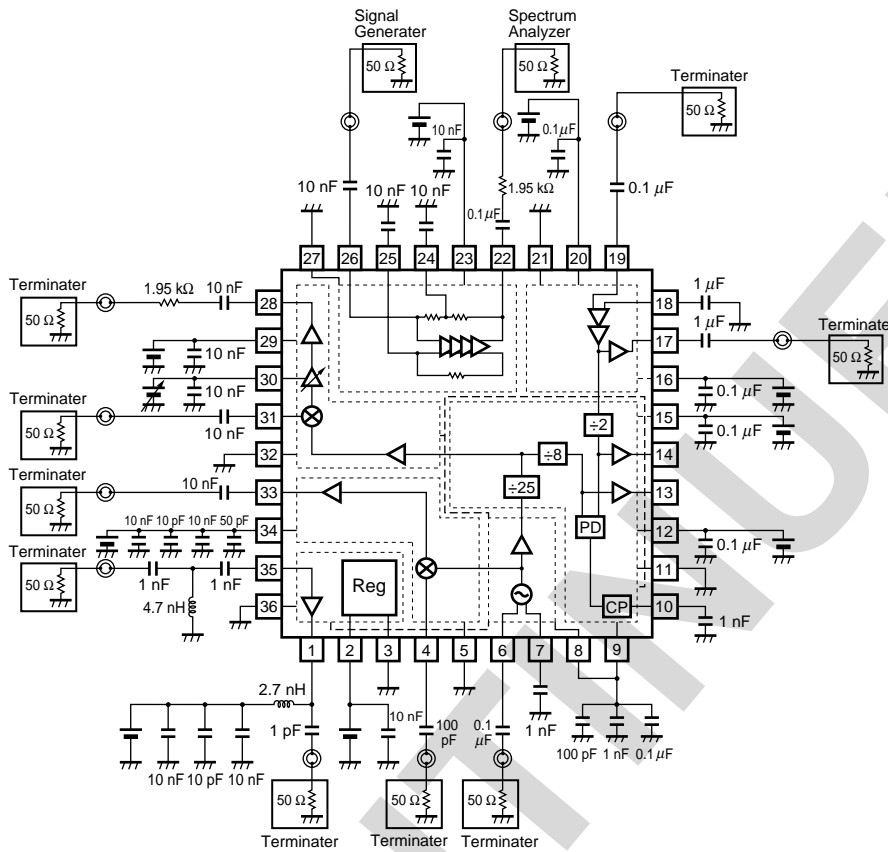 Signal
Generater
50 Ω
Spectrum
Analyzer
50 Ω
Terminater
50 Ω
10 nF
0.1 μF
10 nF
10 nF
10 nF
1.95 kΩ
0.1 μF
0.1 μF
27
26
25
24
23
22
21
20
19
Terminater
50 Ω
1.95 kΩ
10 nF
28
18
1 μF
10 nF
29
17
1 μF
Terminater
50 Ω
10 nF
30
16
0.1 μF
Terminater
50 Ω
10 nF
31
15
0.1 μF
÷2
32
÷8
14
Terminater
50 Ω
10 nF
33
÷25
13
10 nF
10 pF
10 nF
50 pF
34
PD
12
0.1 μF
Terminater
50 Ω
1 nF
1 nF
35
11
4.7 nH
36
Reg
CP
10
1 nF
1
2
3
4
5
6
7
8
9
2.7 nH
1 pF
10 nF
100
pF
0.1
μF
1 nF
10 nF
10 pF
10 nF
100 pF
1 nF
0.1 μF
50 Ω
50 Ω
50 Ω
Terminater
Terminater
Terminater